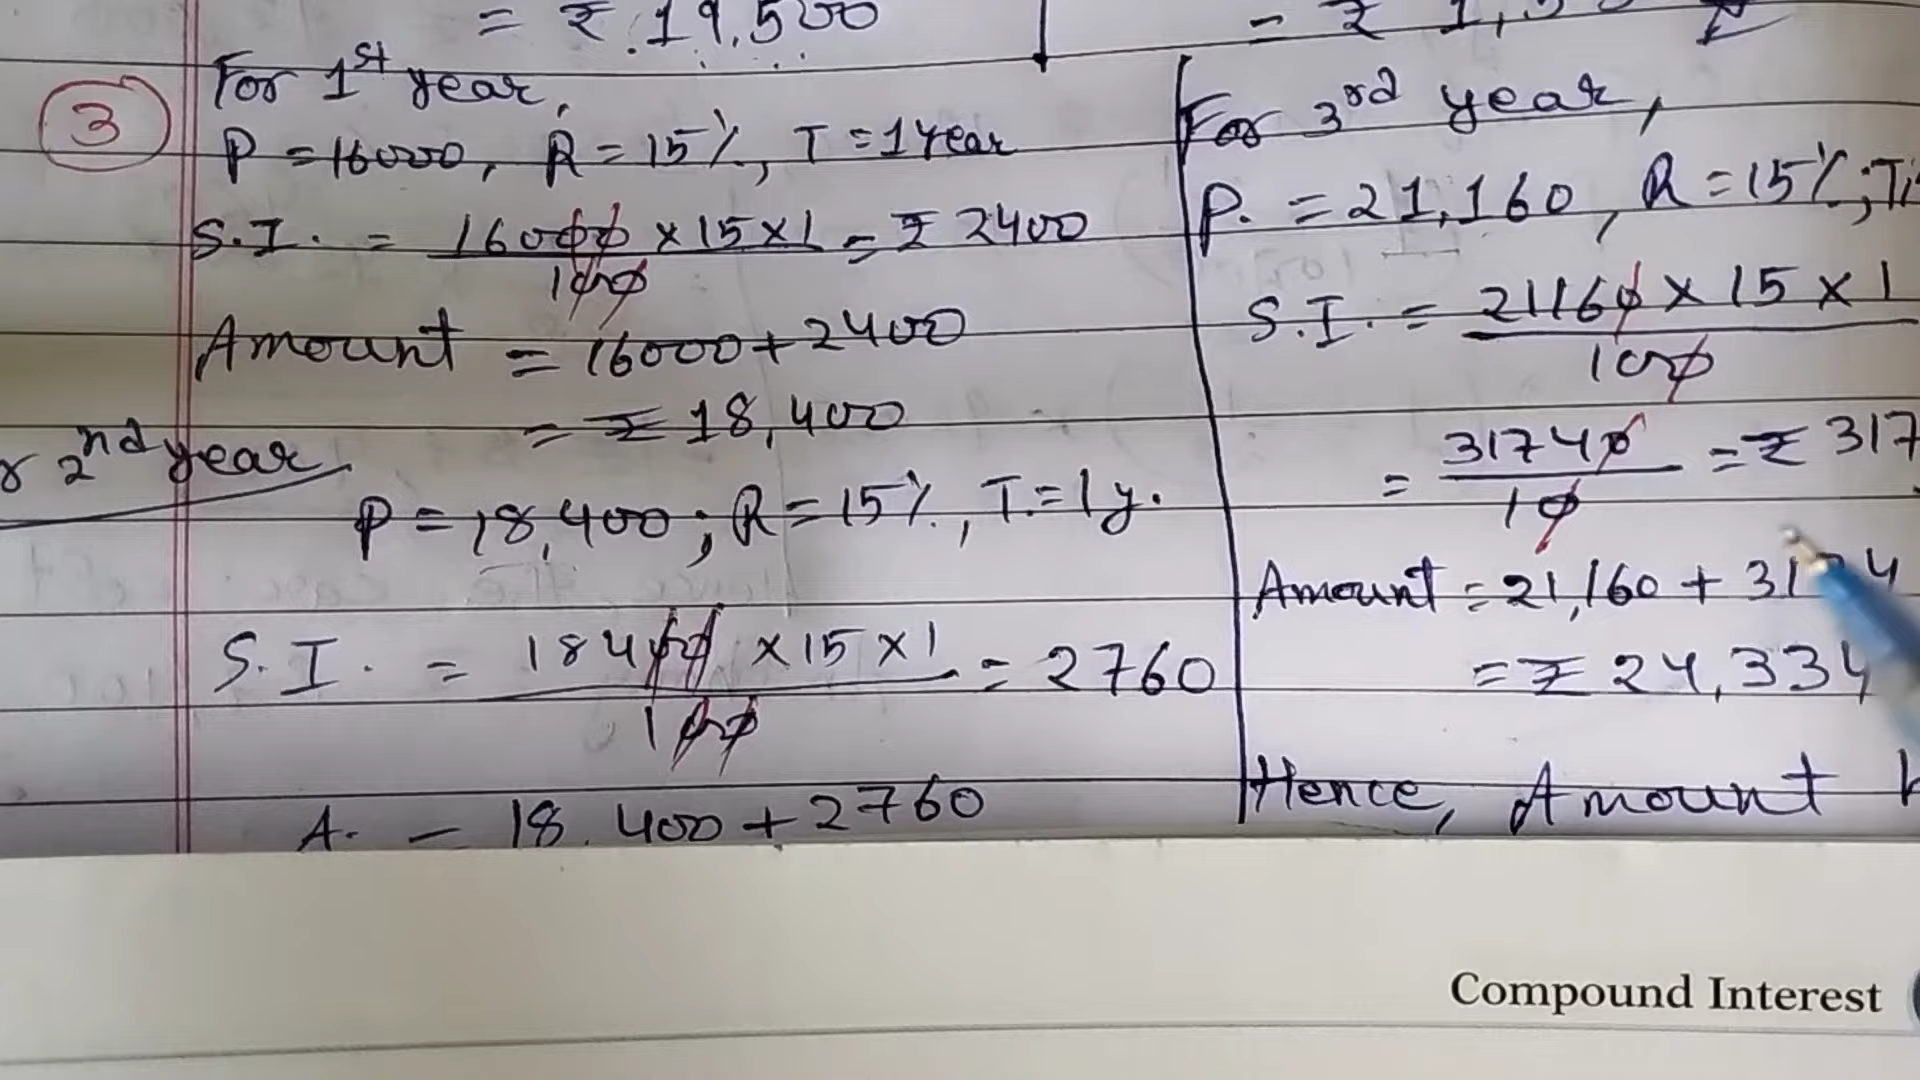 = ₹ 19,500
3
For 1st year,
P = 16000, R = 15%, T = 1 year
S.I. = 16000 x 15 x 1 = ₹ 2400
100
Amount = 16000 + 2400
= ₹ 18,400
2nd year
P = 18,400; R = 15%, T. = 1 y.
S. I. = 18400 x 15 x 1 = 2760
100
A. = 18,400 + 2760
= ₹ 1,
For 3rd year,
P. = 21,160, R = 15%; T
S.I. = 21160 x 15 x 1
100
= 31740 = ₹ 317
10
Amount = 21,160 + 3174
= ₹ 24,334
Hence, Amount
Compound Interest